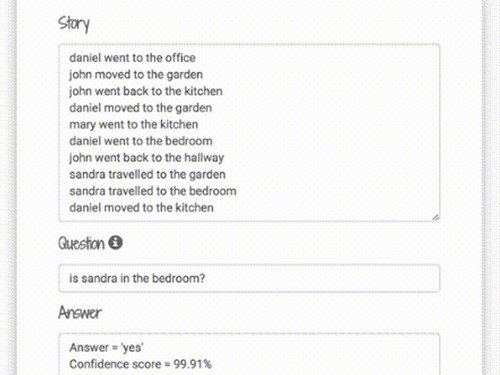 Story
daniel went to the office
john moved to the garden
john went back to the kitchen
daniel moved to the garden
mary went to the kitchen
daniel went to the bedroom
john went back to the hallway
sandra travelled to the garden
sandra travelled to the bedroom
daniel moved to the kitchen
Question
is sandra in the bedroom?
Answer
Answer = 'yes'
Confidence score = 99.91%